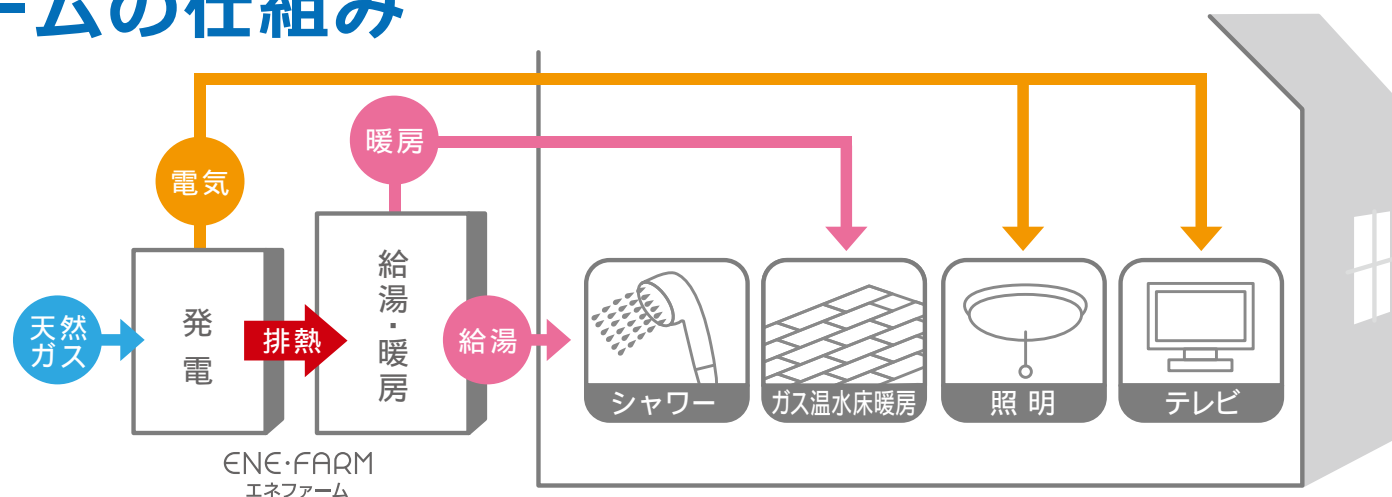 ームの仕組み
暖房
電気
天然
ガス
発電
排熱
給湯・暖房
給湯
シャワー
ガス温水床暖房
照明
テレビ
ENE・FARM
エネファーム